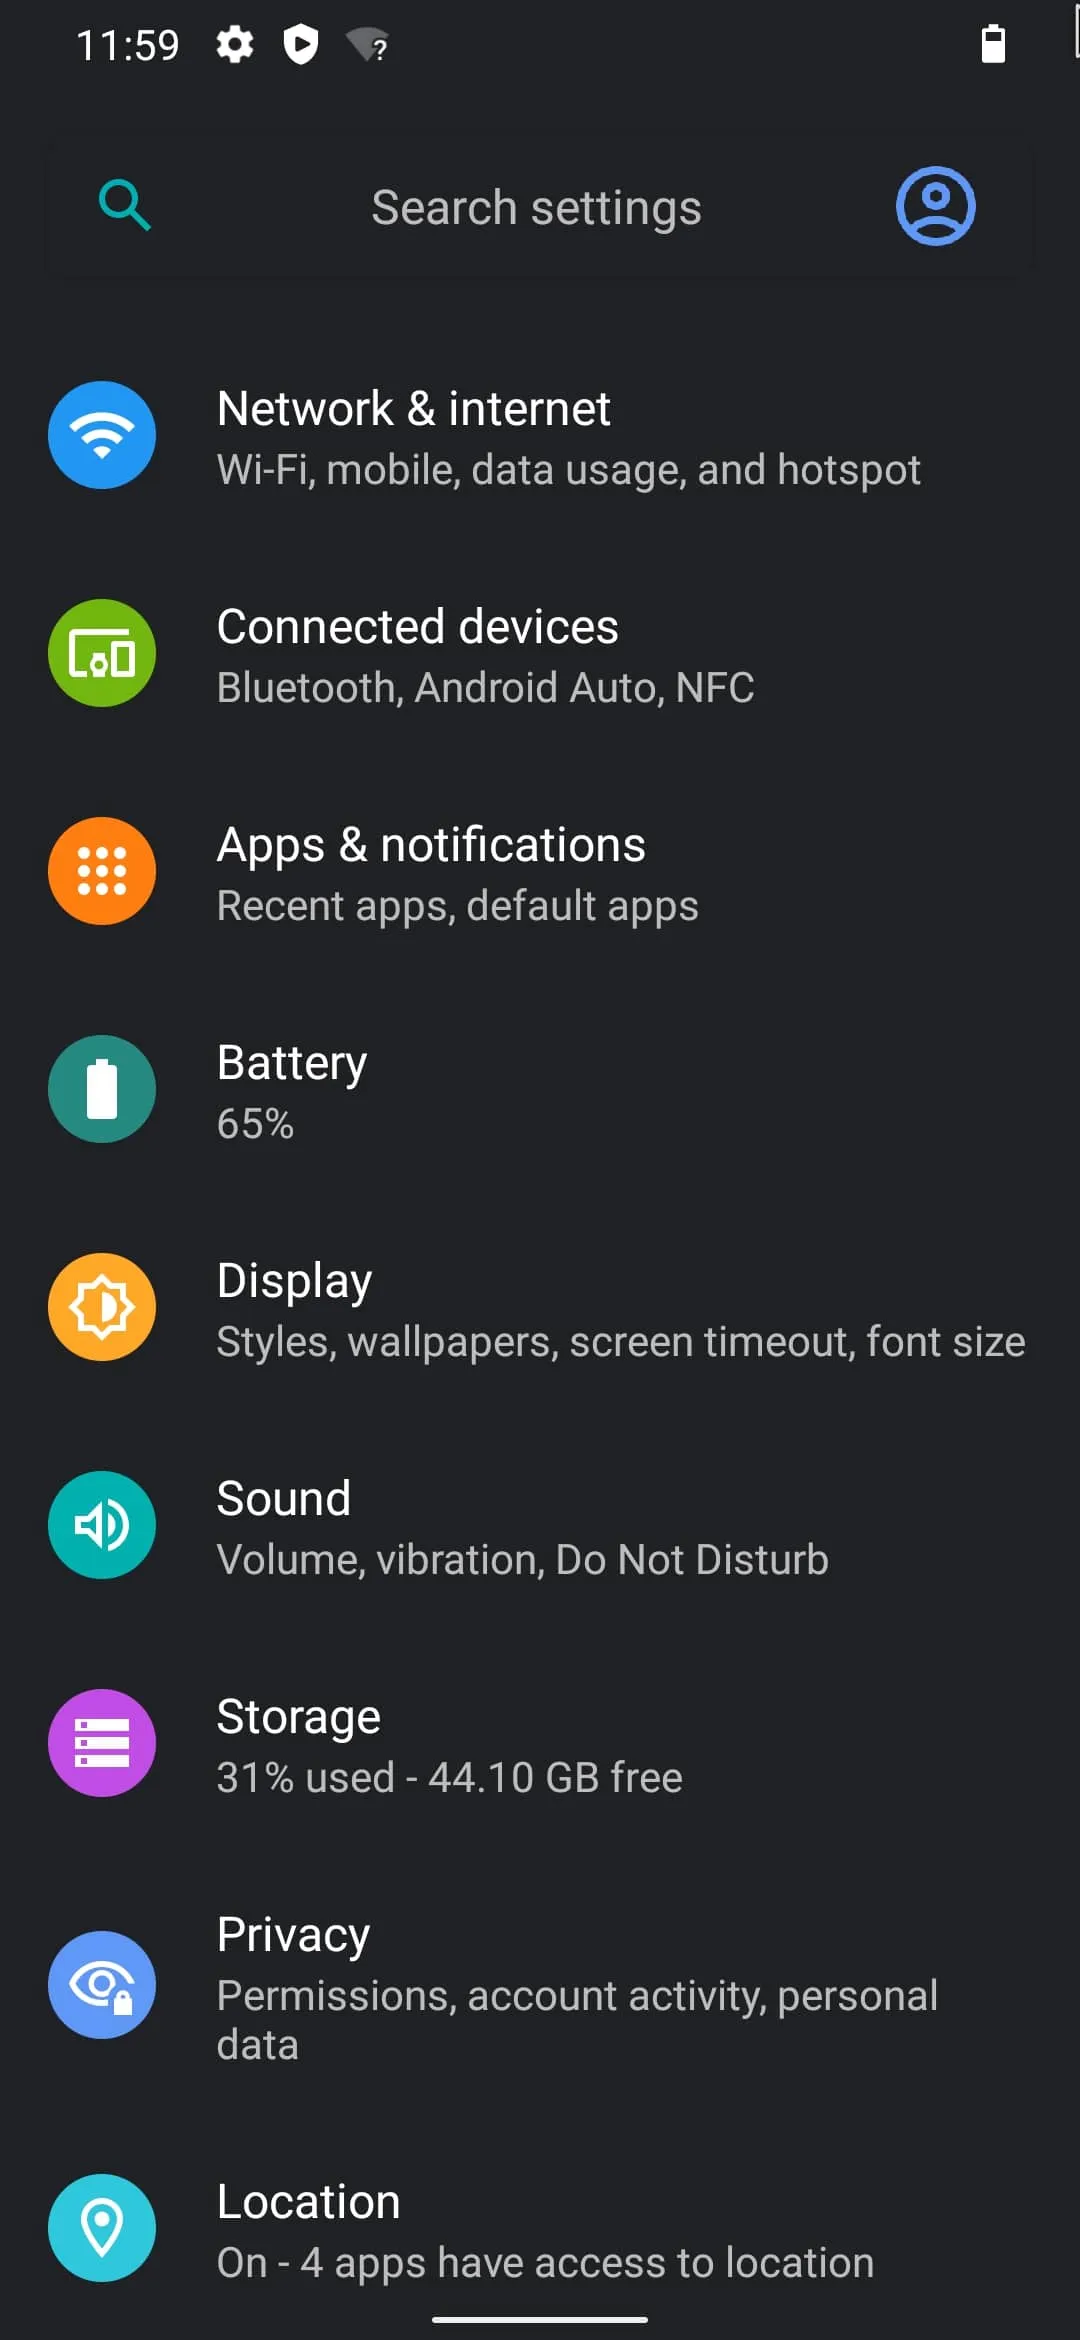 11:59
Search settings
Network & internet
Wi-Fi, mobile, data usage, and hotspot
Connected devices
Bluetooth, Android Auto, NFC
Apps & notifications
Recent apps, default apps
Battery
65%
Display
Styles, wallpapers, screen timeout, font size
Sound
Volume, vibration, Do Not Disturb
Storage
31% used - 44.10 GB free
Privacy
Permissions, account activity, personal
data
Location
On - 4 apps have access to location